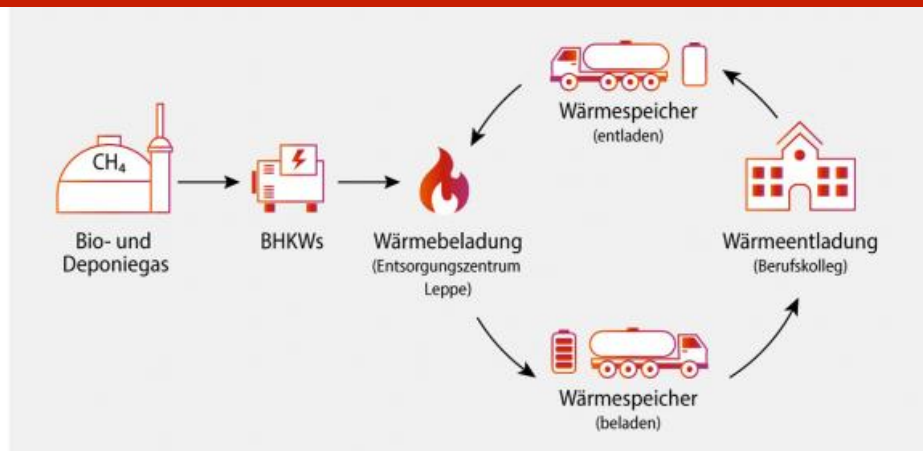 CH₄
Bio- und
Deponiegas
BHKWs
Wärmebeladung
(Entsorgungszentrum
Leppe)
Wärmespeicher
(entladen)
Wärmeentladung
(Berufskolleg)
Wärmespeicher
(beladen)